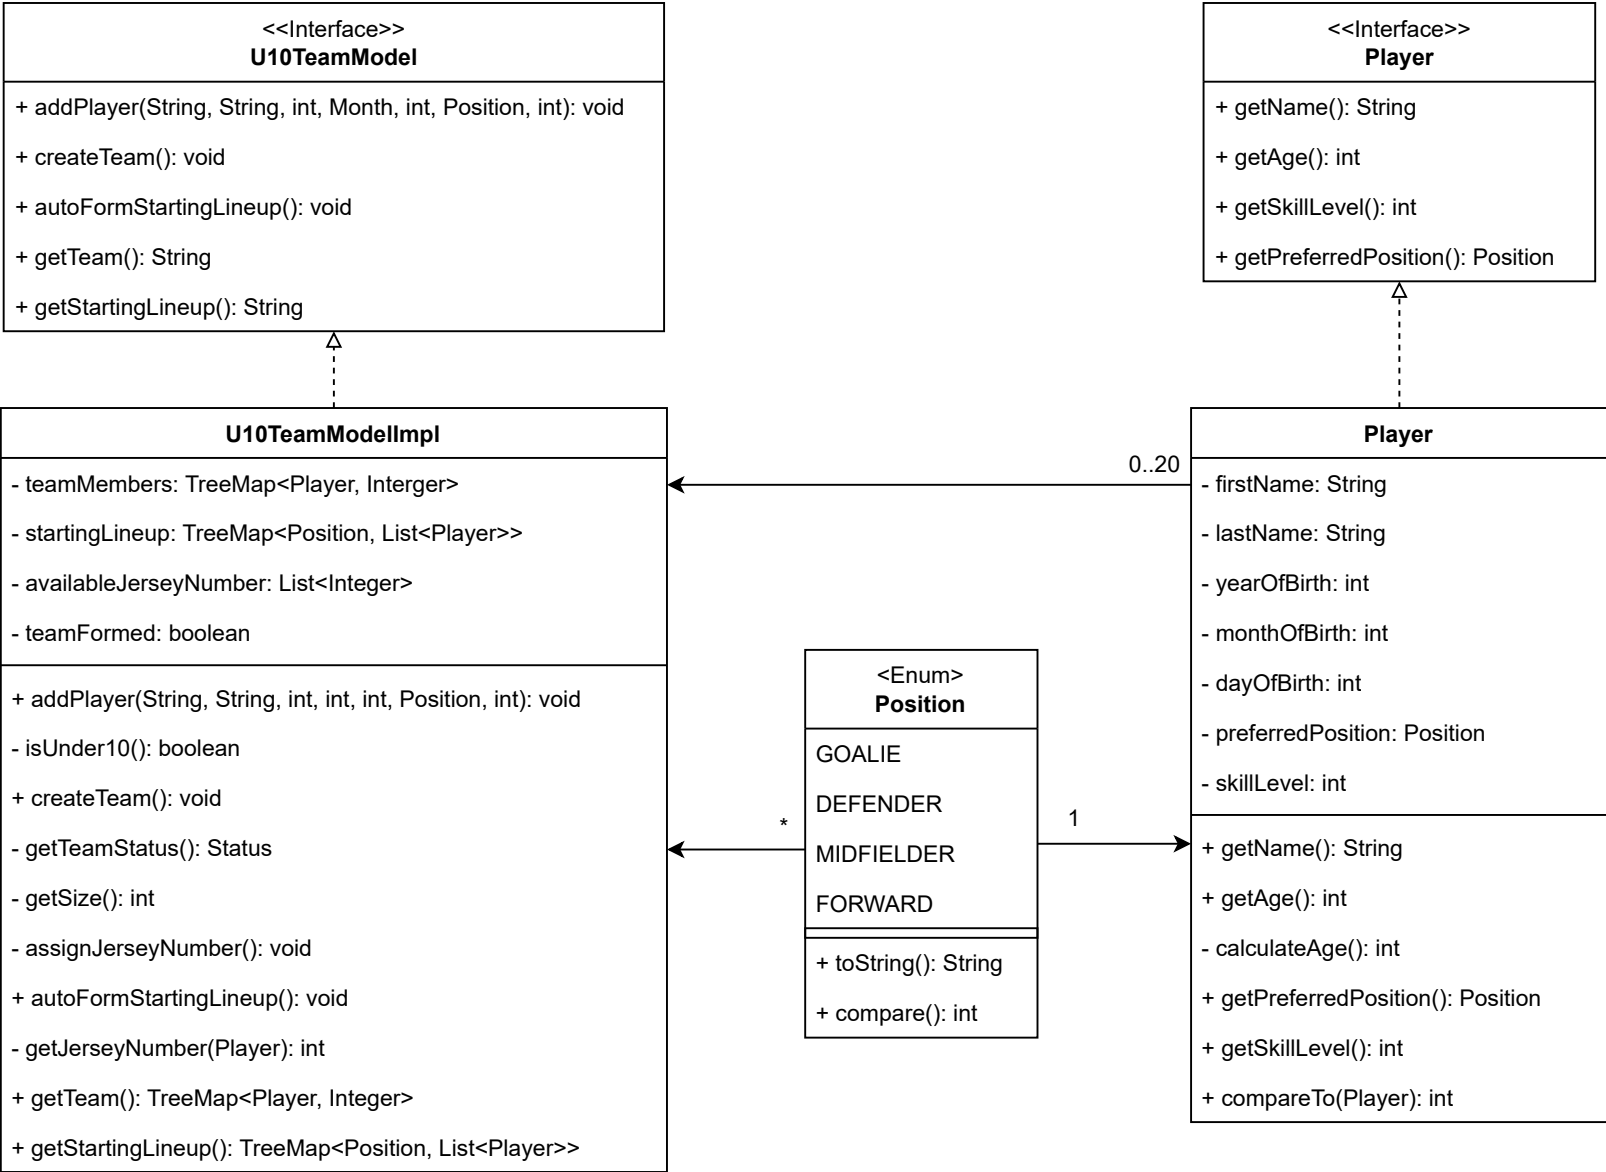 <<Interface>>
U10TeamModel
+ addPlayer(String, String, int, Month, int, Position, int): void
+ createTeam(): void
+ autoFormStartingLineup(): void
+ getTeam(): String
+ getStartingLineup(): String
<<Interface>>
Player
+ getName(): String
+ getAge(): int
+ getSkillLevel(): int
+ getPreferredPosition(): Position
U10TeamModelImpl
- teamMembers: TreeMap<Player, Interger>
- startingLineup: TreeMap<Position, List<Player>>
- availableJerseyNumber: List<Integer>
- teamFormed: boolean
+ addPlayer(String, String, int, int, int, Position, int): void
- isUnder10(): boolean
+ createTeam(): void
- getTeamStatus(): Status
- getSize(): int
- assignJerseyNumber(): void
+ autoFormStartingLineup(): void
- getJerseyNumber(Player): int
+ getTeam(): TreeMap<Player, Integer>
+ getStartingLineup(): TreeMap<Position, List<Player>>
0..20
*
<Enum>
Position
GOALIE
DEFENDER
MIDFIELDER
FORWARD
+ toString(): String
+ compare(): int
1
Player
- firstName: String
- lastName: String
- yearOfBirth: int
- monthOfBirth: int
- dayOfBirth: int
- preferredPosition: Position
- skillLevel: int
+ getName(): String
+ getAge(): int
- calculateAge(): int
+ getPreferredPosition(): Position
+ getSkillLevel(): int
+ compareTo(Player): int